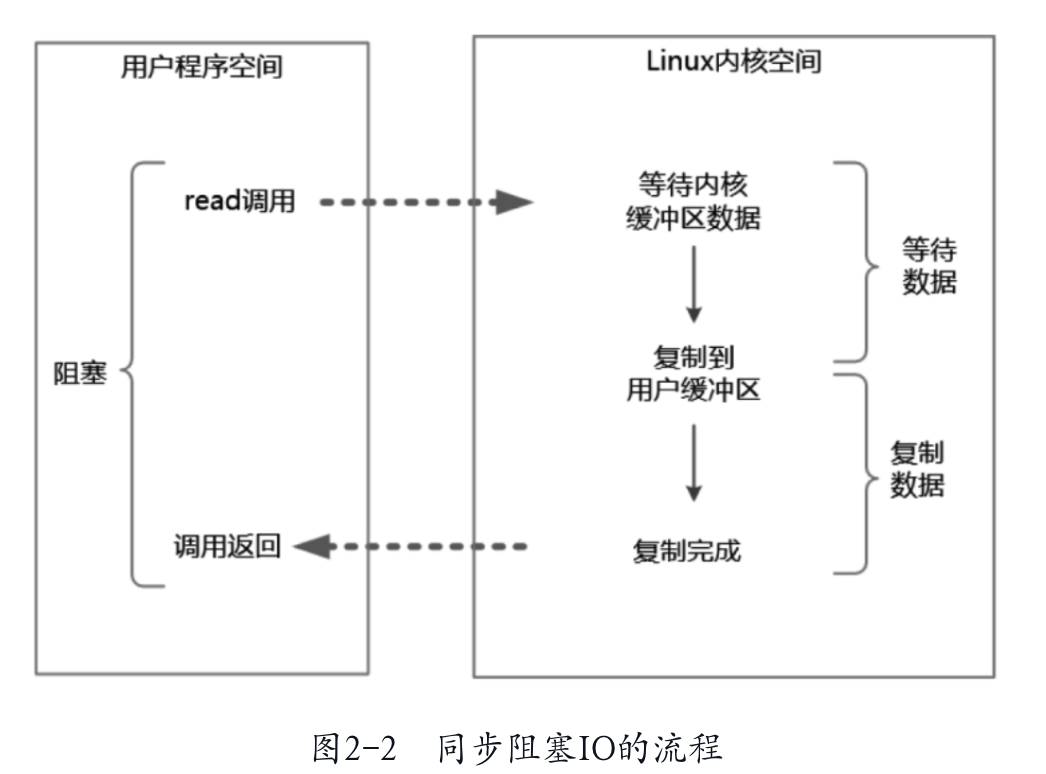 用户程序空间
Linux内核空间
read调用
等待内核
缓冲区数据
等待
数据
阻塞
复制到
用户缓冲区
复制
数据
调用返回
复制完成
图2-2 同步阻塞IO的流程